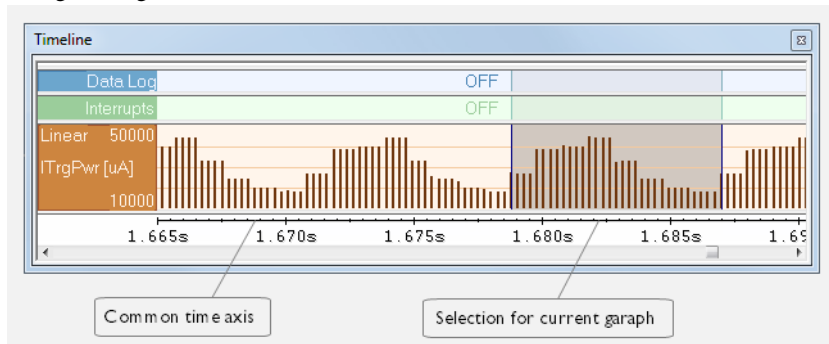 Timeline
Data Log OFF
Interrupts OFF
Linear 50000
ITrgPwr [uA]
10000
1.665s 1.670s 1.675s 1.680s 1.685s
Common time axis
Selection for current garaph